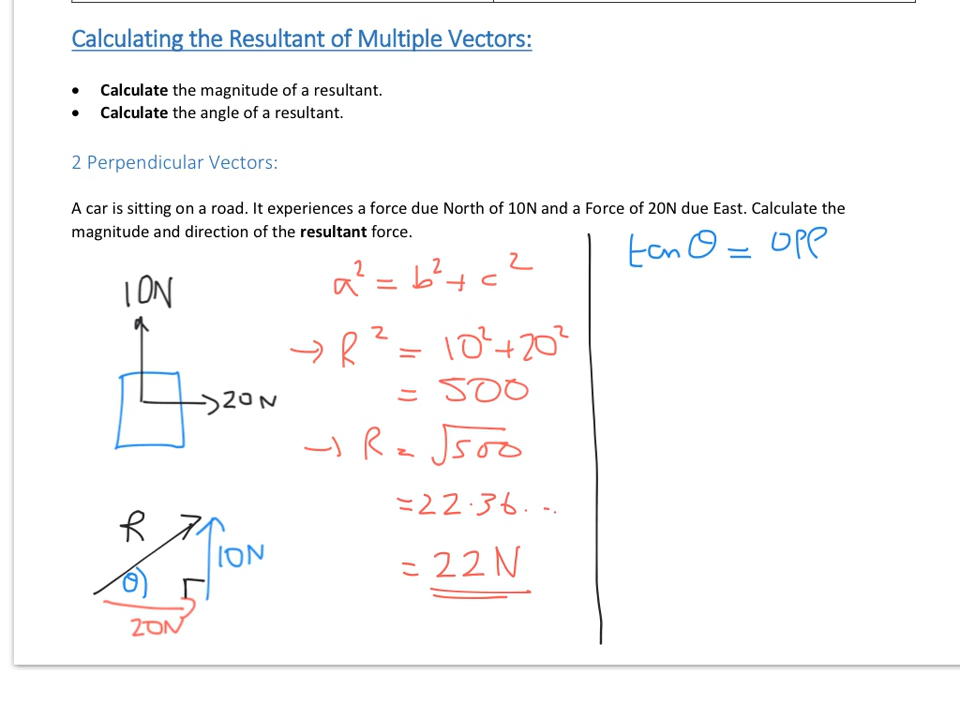 Calculating the Resultant of Multiple Vectors:
• Calculate the magnitude of a resultant.
• Calculate the angle of a resultant.
2 Perpendicular Vectors:
A car is sitting on a road. It experiences a force due North of 10N and a Force of 20N due East. Calculate the
magnitude and direction of the resultant force.
10N
20N
R
10N
θ
20N
a² = b² + c²
→ R² = 10² + 20²
= 500
→ R = √500
= 22.36...
= 22N
tan θ = OPP